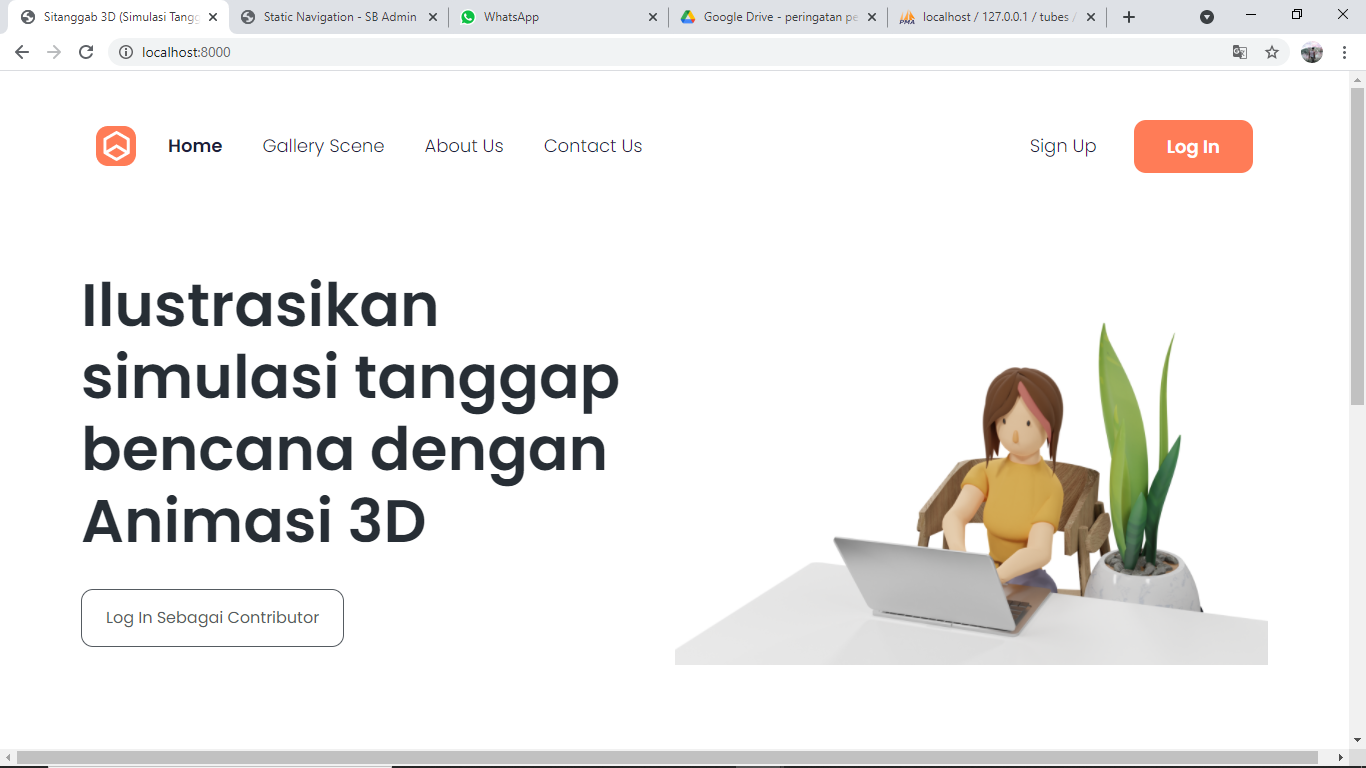 Sitanggab 3D (Simulasi Tangg
Static Navigation - SB Admin
WhatsApp
Google Drive - peringatan pe
localhost / 127.0.0.1 / tubes /
localhost:8000
Home
Gallery Scene
About Us
Contact Us
Sign Up
Log In
Ilustrasikan
simulasi tanggap
bencana dengan
Animasi 3D
Log In Sebagai Contributor